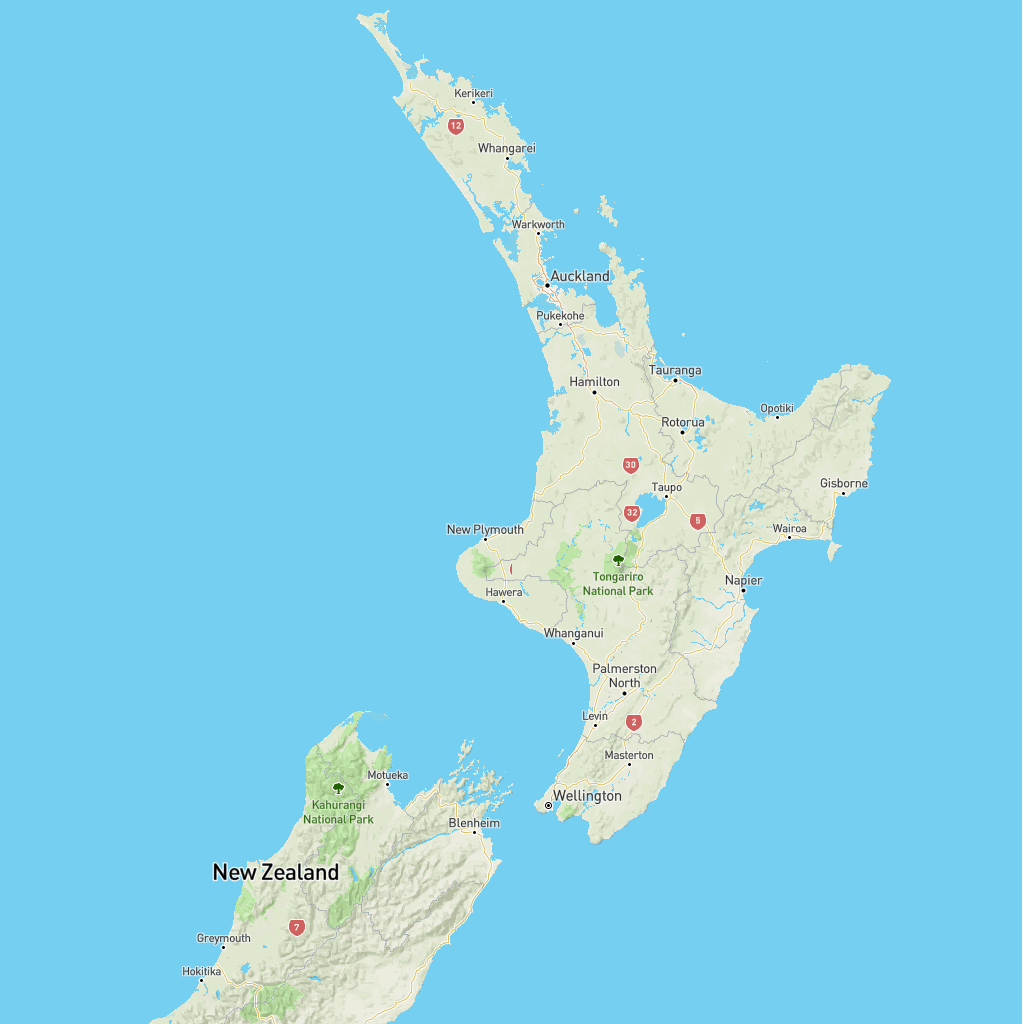 Kerikeri
12
Whangarei
Warkworth
Auckland
Pukekohe
Tauranga
Hamilton
Opotiki
Rotorua
30
Gisborne
Taupo
32
5
New Plymouth
Wairoa
Tongariro
National Park
Napier
Hawera
Whanganui
Palmerston
North
Levin
2
Masterton
Motueka
Wellington
Kahurangi
National Park
Blenheim
New Zealand
7
Greymouth
Hokitika